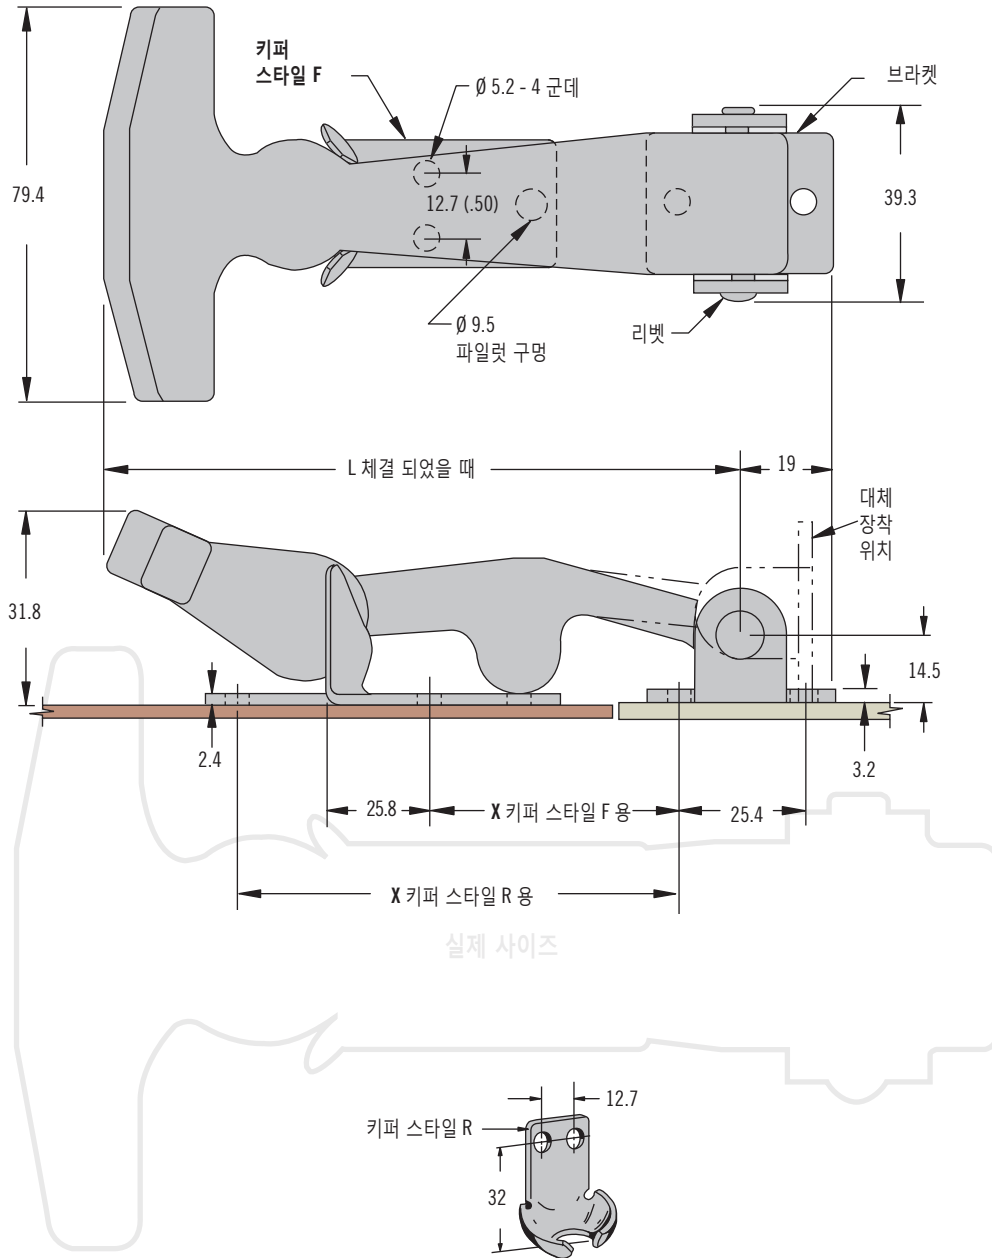 키퍼
스타일 F
Ø 5.2 - 4 군데
브라켓
79.4
12.7 (.50)
39.3
Ø 9.5
파일럿 구멍
리벳
L 체결 되었을 때
19
대체
장착
위치
31.8
14.5
2.4
3.2
25.8
X 키퍼 스타일 F 용
25.4
X 키퍼 스타일 R 용
실제 사이즈
12.7
키퍼 스타일 R
32